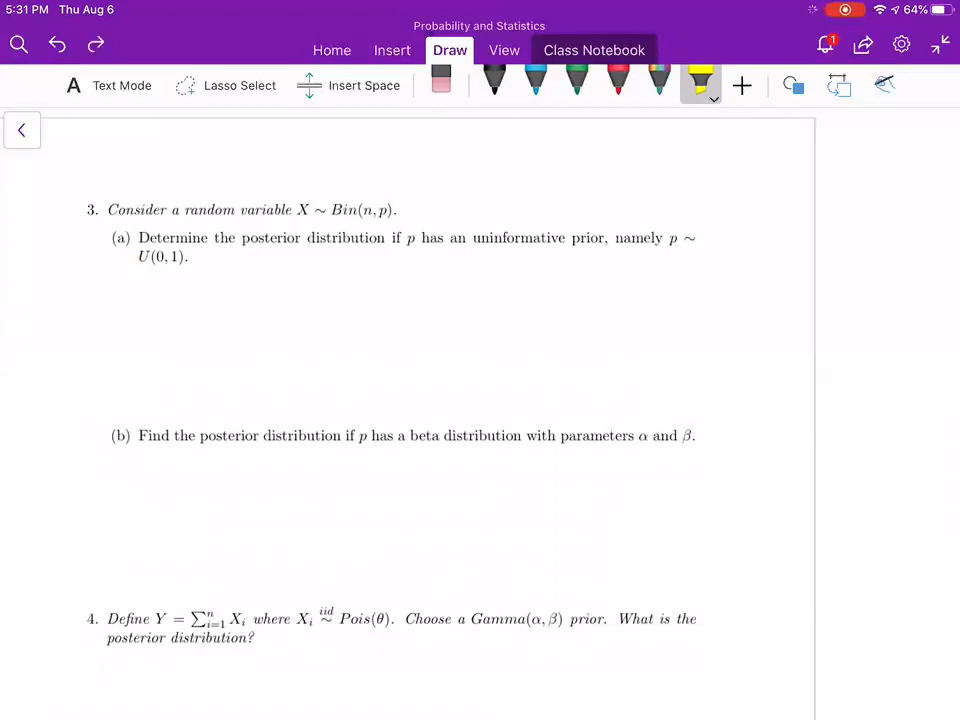 5:31 PM Thu Aug 6
64%
Probability and Statistics
Home Insert Draw View Class Notebook
1
Text Mode Lasso Select Insert Space
3. Consider a random variable X ∼ Bin(n, p).
(a) Determine the posterior distribution if p has an uninformative prior, namely p ∼
U(0, 1).
(b) Find the posterior distribution if p has a beta distribution with parameters α and β.
4. Define Y = ∑ⁿᵢ₌₁ Xᵢ where Xᵢ iid∼ Pois(θ). Choose a Gamma(α, β) prior. What is the
posterior distribution?